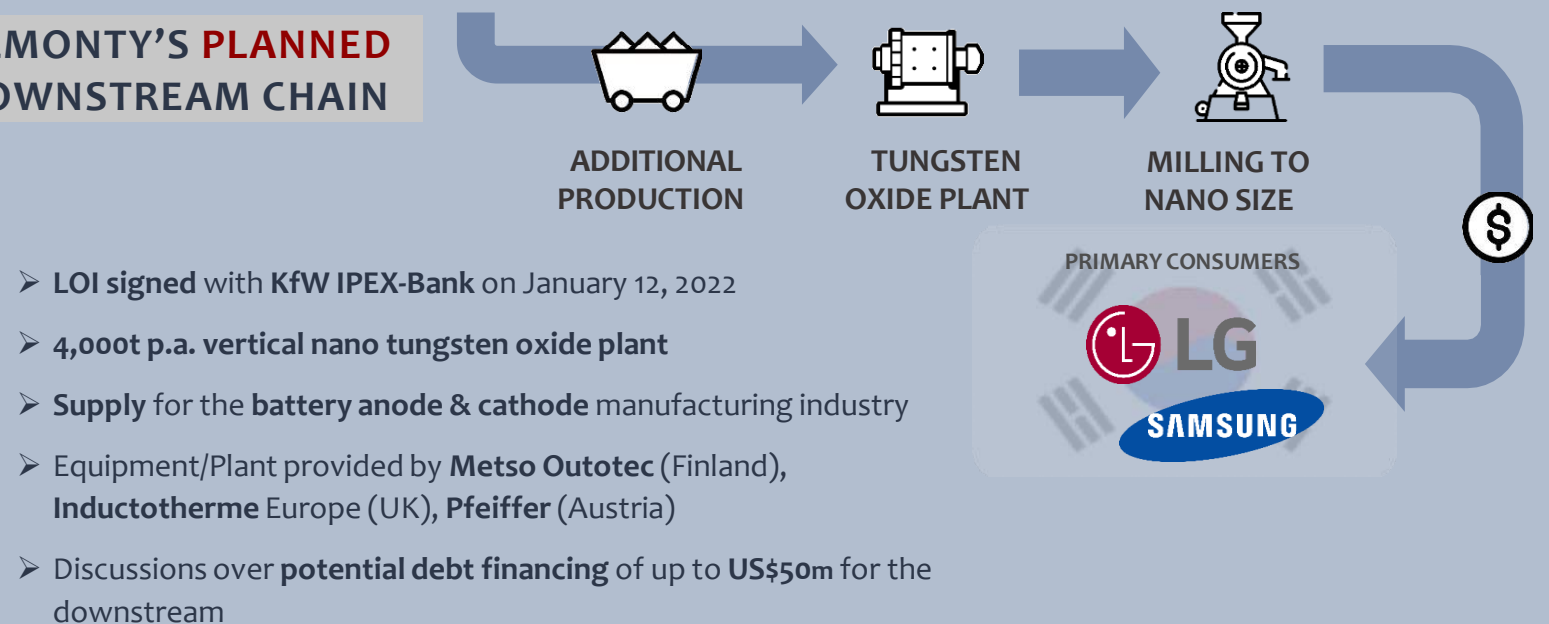 MONTY'S PLANNED
OWNSTREAM CHAIN
ADDITIONAL
PRODUCTION
TUNGSTEN
OXIDE PLANT
MILLING TO
NANO SIZE
$
➢ LOI signed with KfW IPEX-Bank on January 12, 2022
➢ 4,000t p.a. vertical nano tungsten oxide plant
➢ Supply for the battery anode & cathode manufacturing industry
➢ Equipment/Plant provided by Metso Outotec (Finland),
Inductotherme Europe (UK), Pfeiffer (Austria)
➢ Discussions over potential debt financing of up to US$50m for the
downstream
PRIMARY CONSUMERS
LG
SAMSUNG